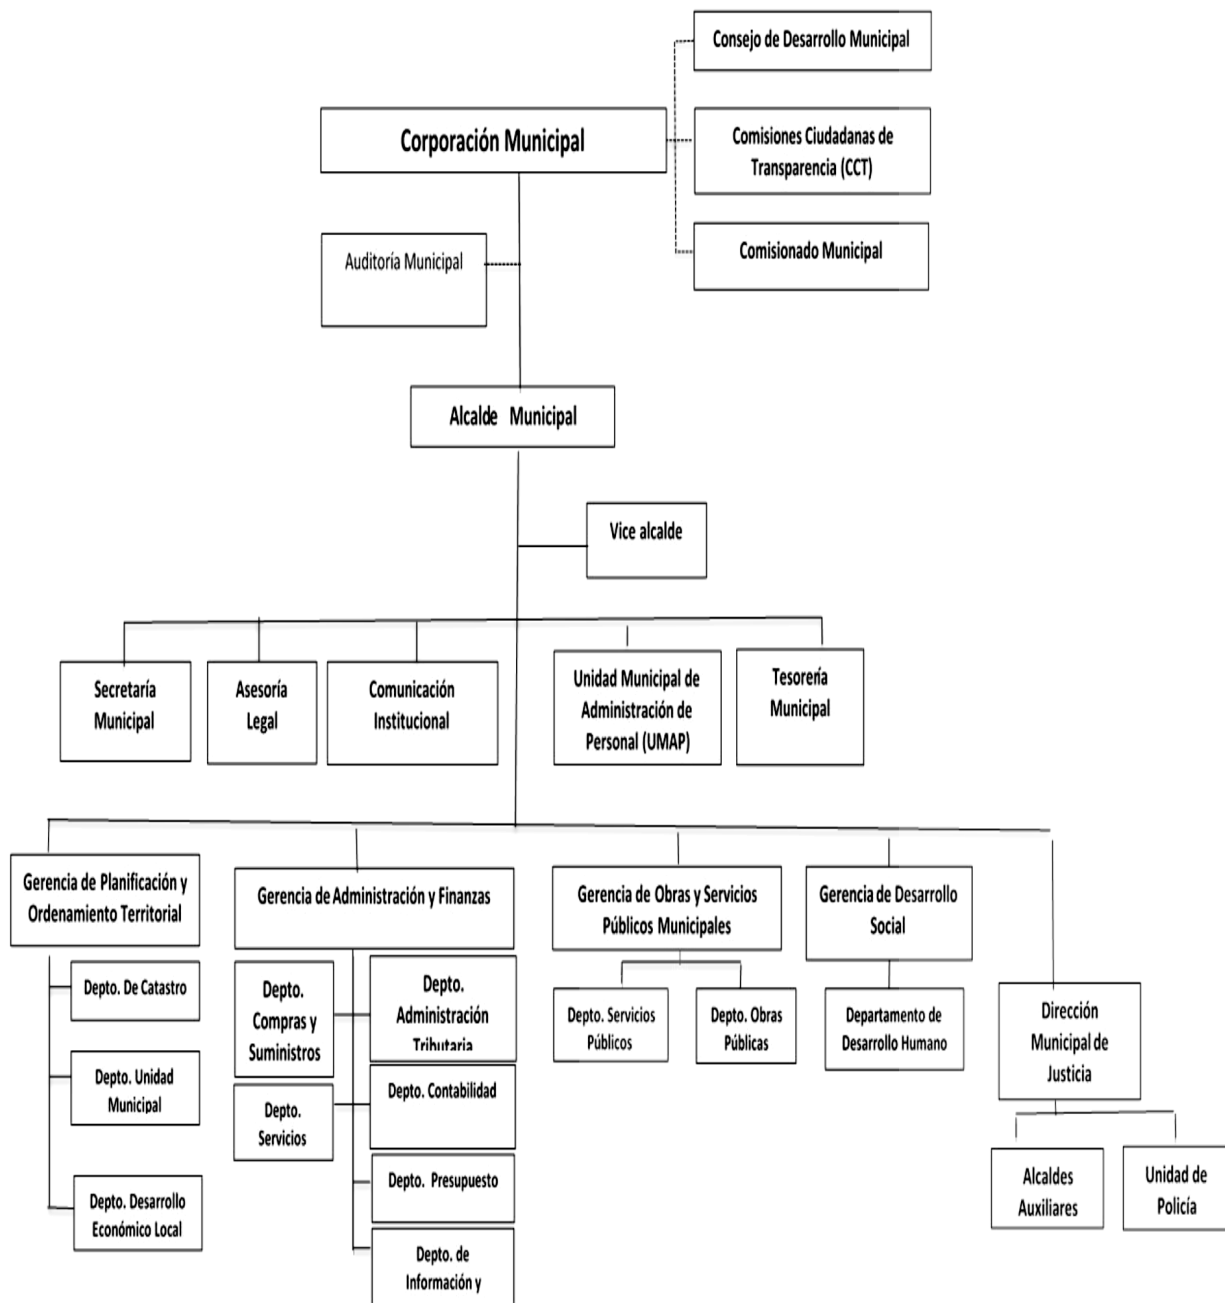 Consejo de Desarrollo Municipal
Corporación Municipal
Comisiones Ciudadanas de
Transparencia (CCT)
Comisionado Municipal
Auditoría Municipal
Alcalde Municipal
Vice alcalde
Secretaría
Municipal
Asesoría
Legal
Comunicación
Institucional
Unidad Municipal de
Administración de
Personal (UMAP)
Tesorería
Municipal
Gerencia de Planificación y
Ordenamiento Territorial
Gerencia de Administración y Finanzas
Gerencia de Obras y Servicios
Públicos Municipales
Gerencia de Desarrollo
Social
Depto. De Catastro
Depto. Unidad
Municipal
Depto. Desarrollo
Económico Local
Depto.
Compras y
Suministros
Depto.
Servicios
Depto.
Administración
Tributaria
Depto. Contabilidad
Depto. Presupuesto
Depto. de
Información y
Depto. Servicios
Públicos
Depto. Obras
Públicas
Departamento de
Desarrollo Humano
Dirección
Municipal de
Justicia
Alcaldes
Auxiliares
Unidad de
Policía